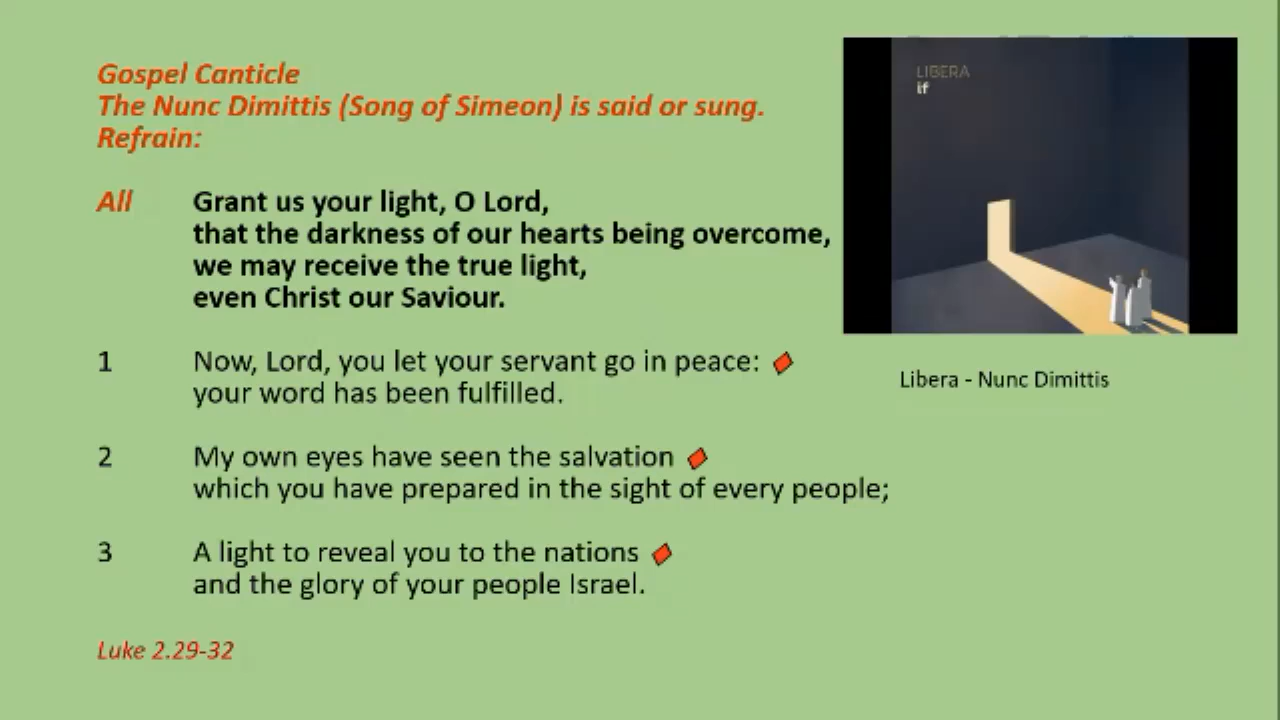 Gospel Canticle
The Nunc Dimittis (Song of Simeon) is said or sung.
Refrain:
All Grant us your light, O Lord,
that the darkness of our hearts being overcome,
we may receive the true light,
even Christ our Saviour.
1 Now, Lord, you let your servant go in peace:
your word has been fulfilled.
2 My own eyes have seen the salvation
which you have prepared in the sight of every people;
3 A light to reveal you to the nations
and the glory of your people Israel.
Luke 2.29-32
LIBERA
if
Libera - Nunc Dimittis